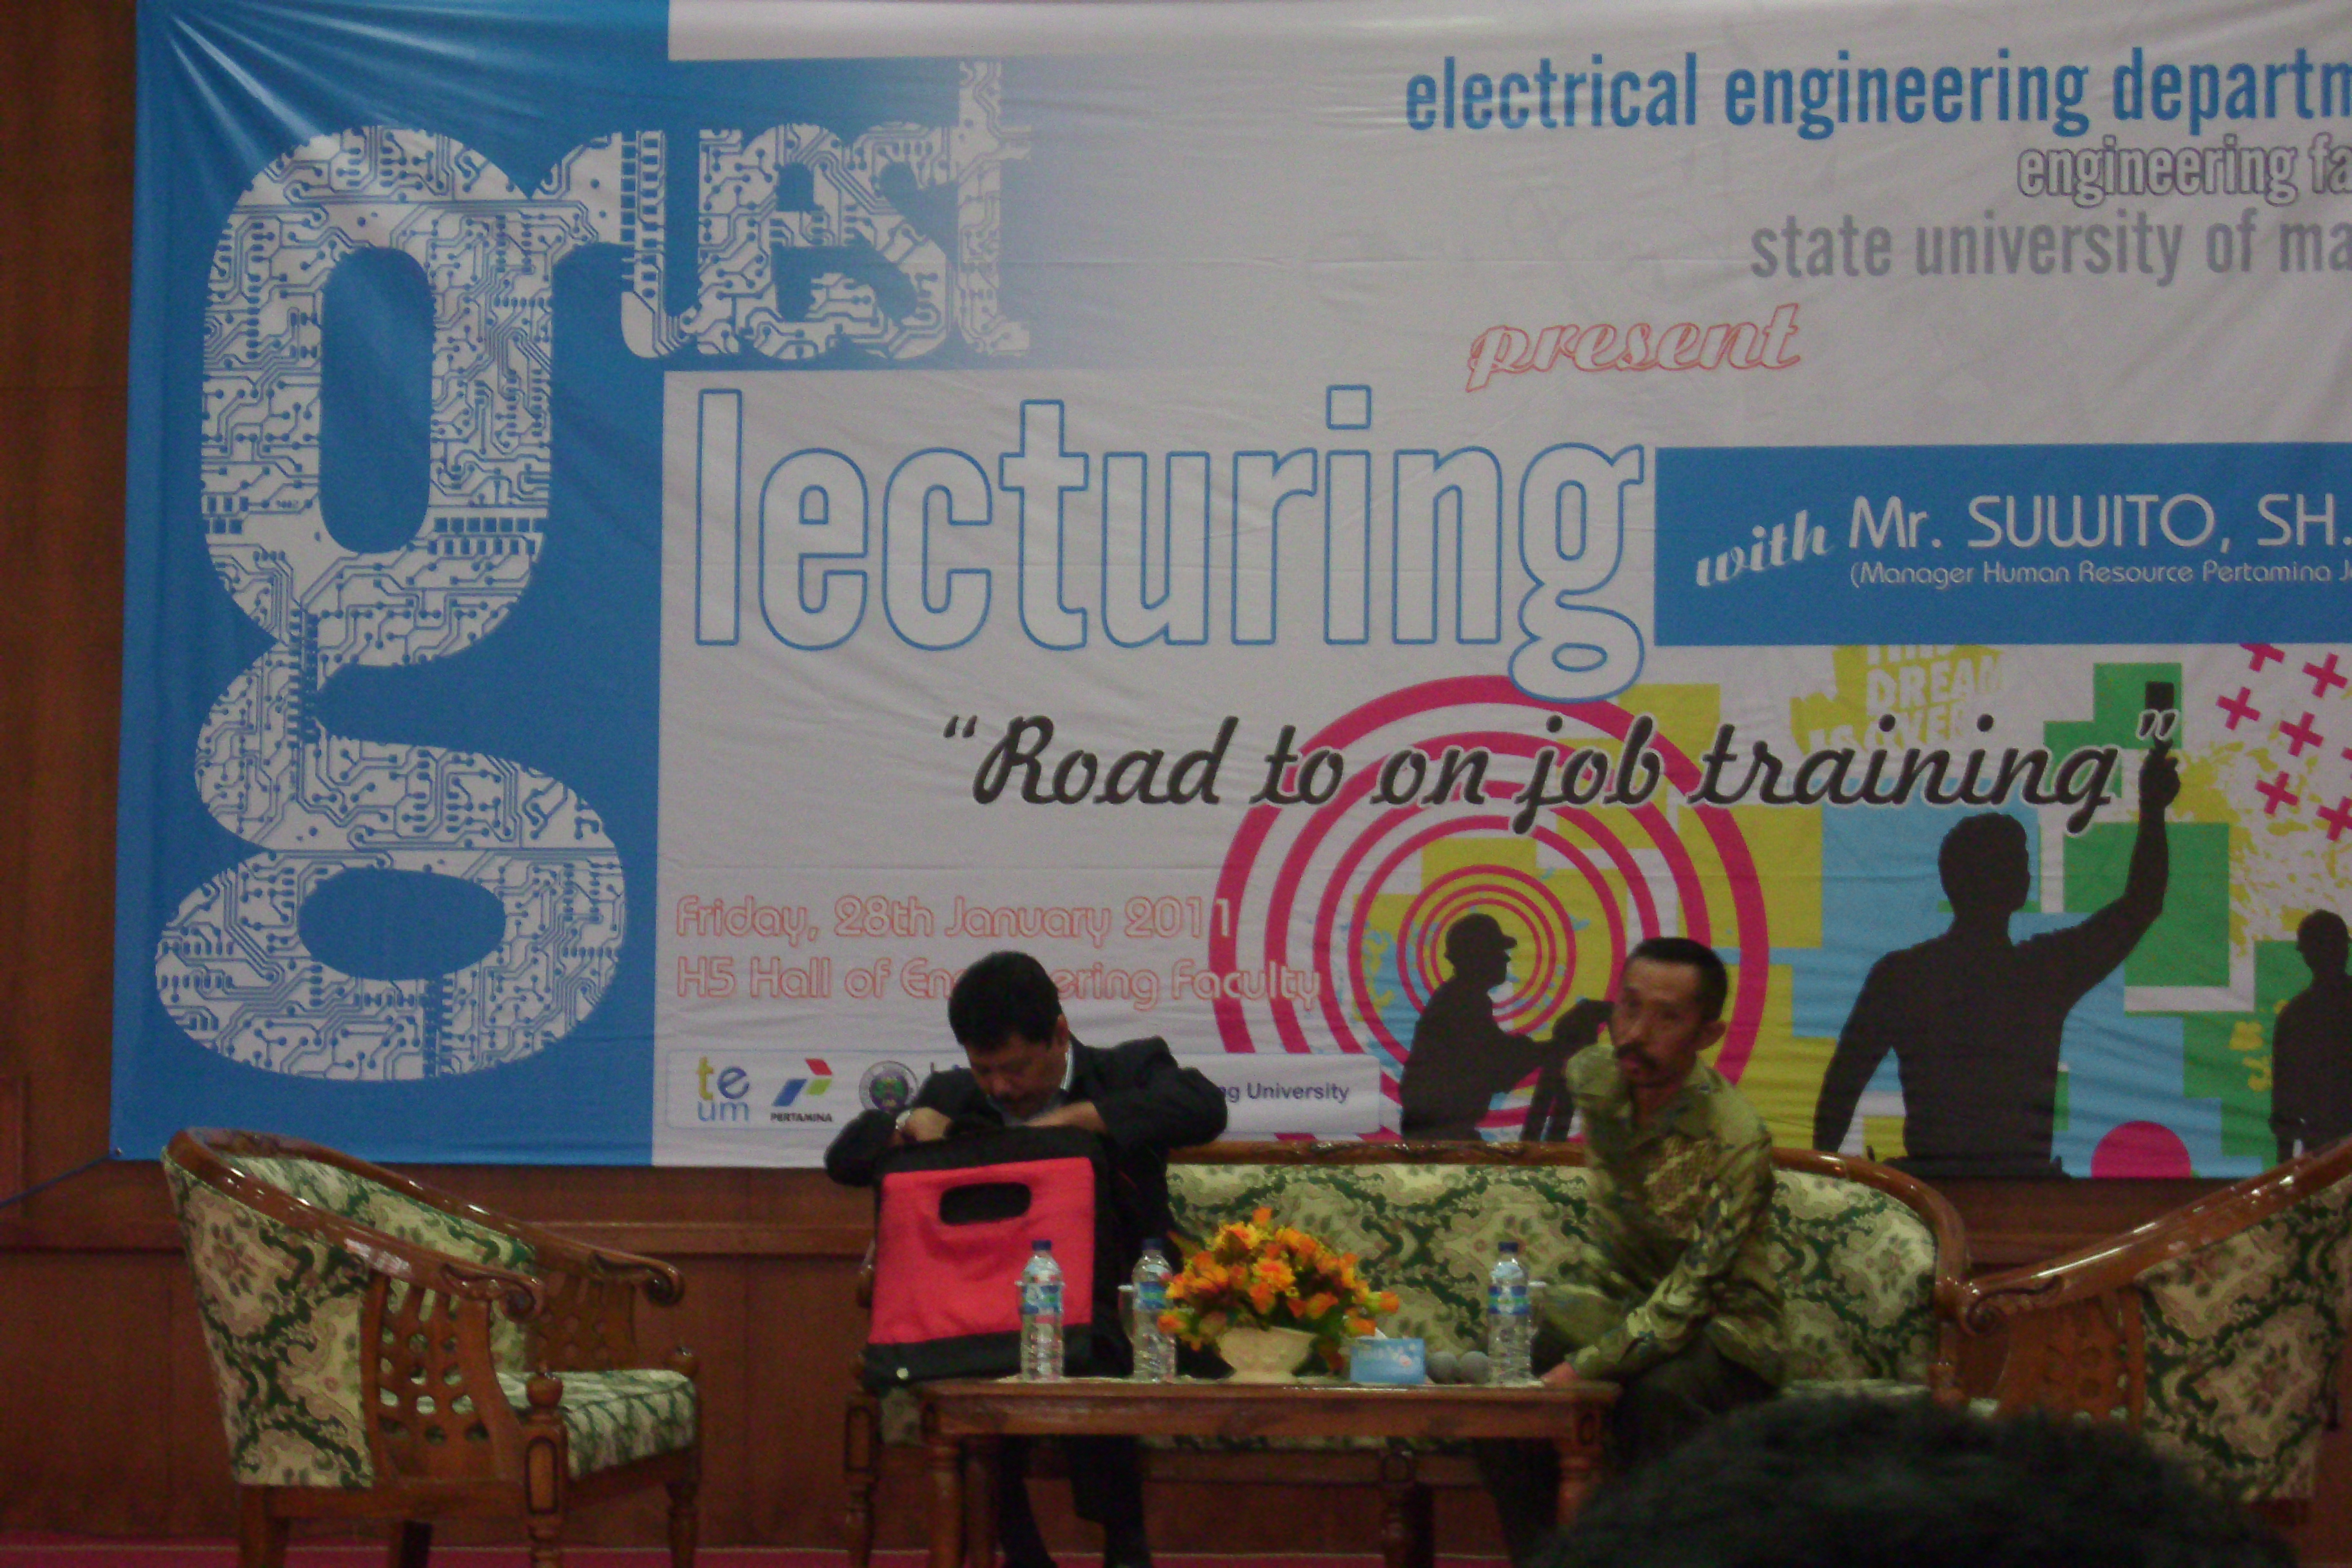 guest
electrical engineering departm
engineering fa
state university of ma
present
lecturing
with Mr. SUWITO, SH.
(Manager Human Resource Pertamina J
"Road to on job training"
DREAM
Friday, 28th January 2011
H5 Hall of En ering Faculty
te
um
PERTAMINA
g University